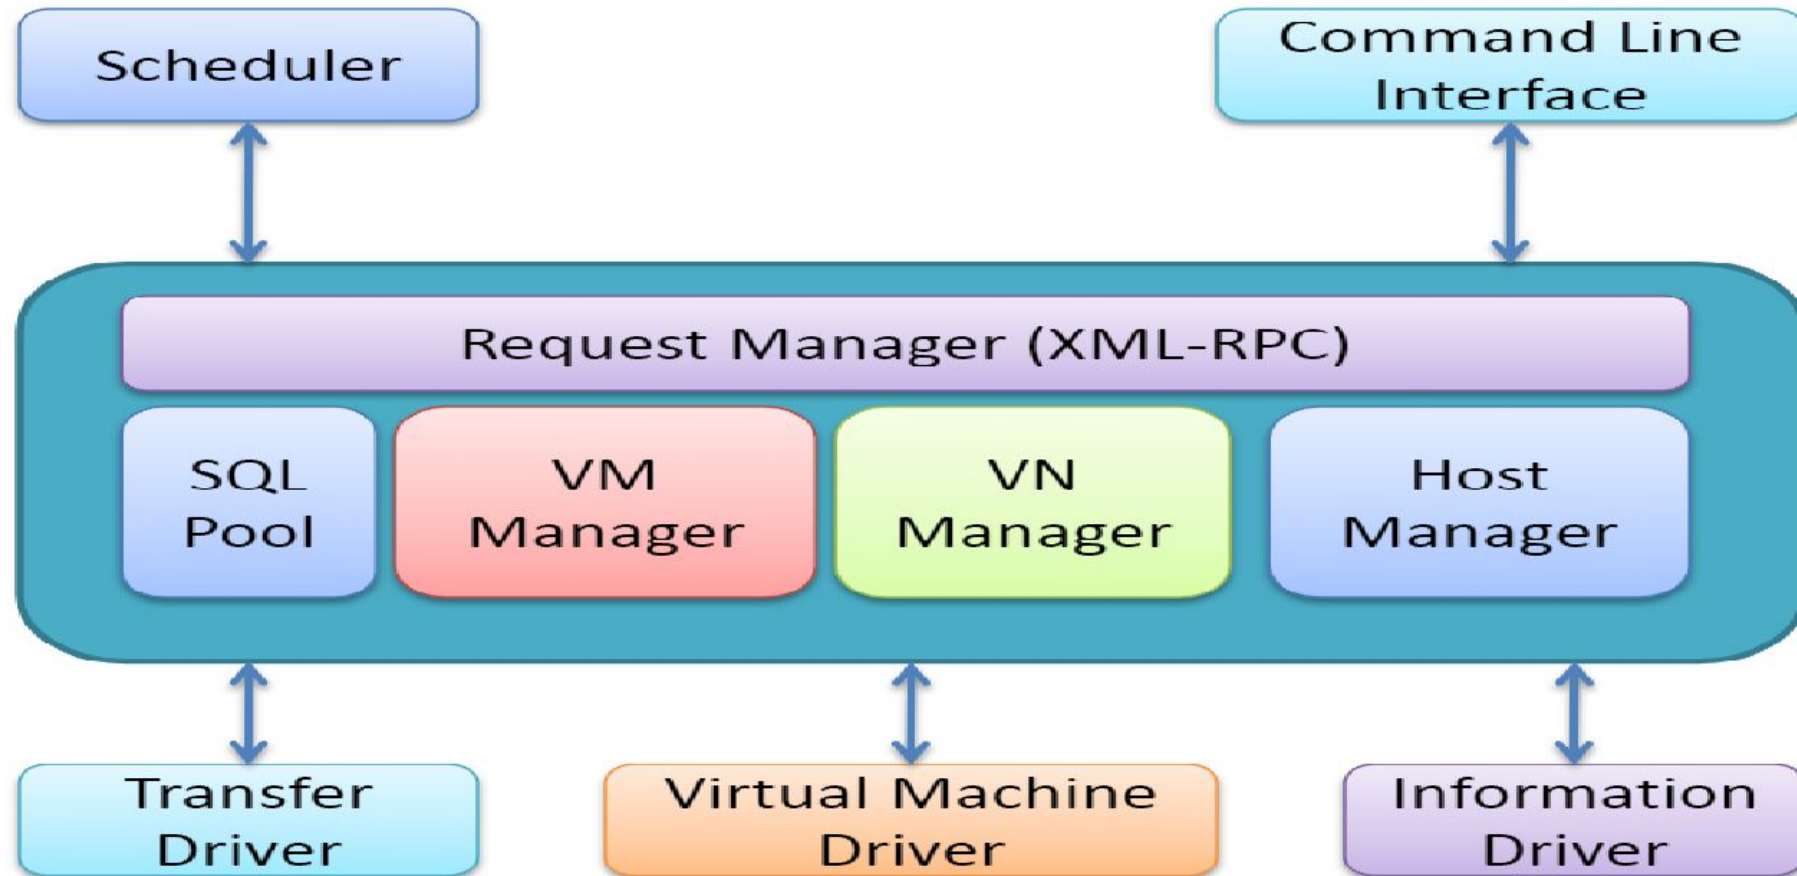 Scheduler
Command Line
Interface
Request Manager (XML-RPC)
SQL
Pool
VM
Manager
VN
Manager
Host
Manager
Transfer
Driver
Virtual Machine
Driver
Information
Driver